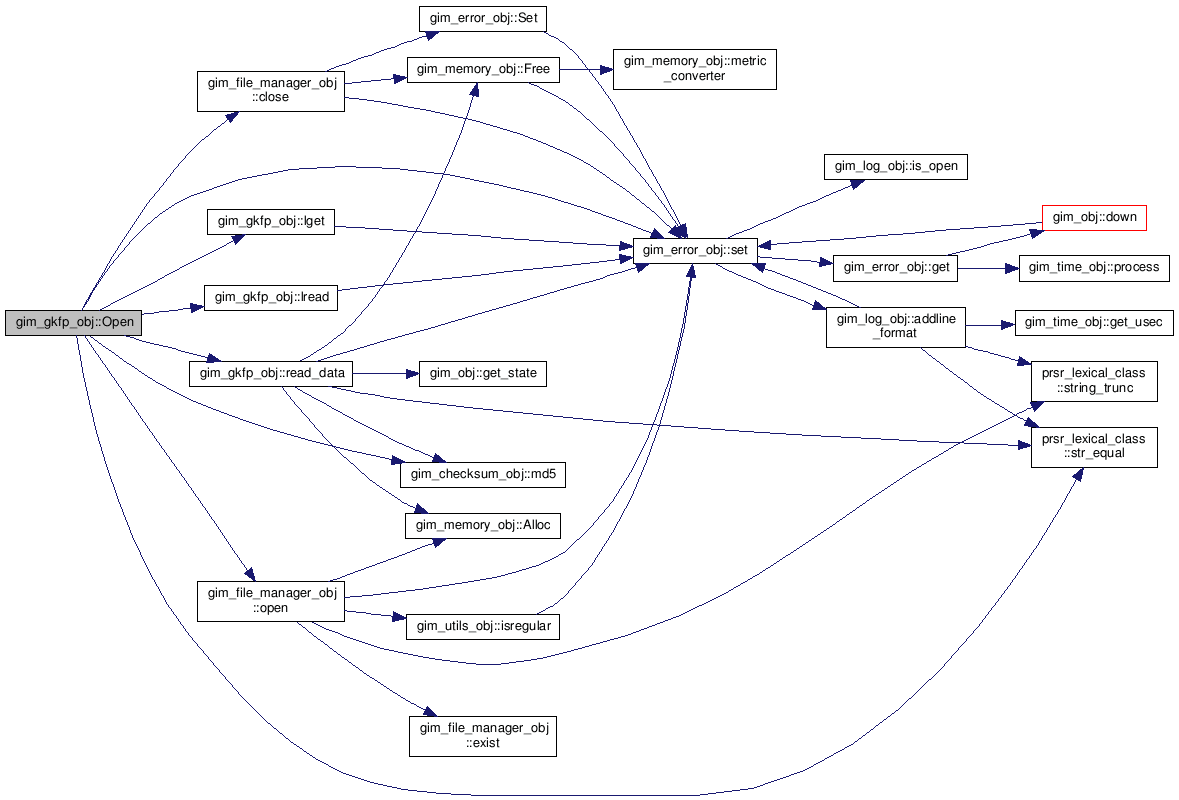 gim_error_obj::Set
gim_file_manager_obj
::close
gim_memory_obj::Free
gim_memory_obj::metric
_converter
gim_log_obj::is_open
gim_gkfp_obj::lget
gim_obj::down
gim_error_obj::set
gim_error_obj::get
gim_time_obj::process
gim_gkfp_obj::lread
gim_gkfp_obj::Open
gim_log_obj::addline
_format
gim_time_obj::get_usec
gim_gkfp_obj::read_data
gim_obj::get_state
prsr_lexical_class
::string_trunc
prsr_lexical_class
::str_equal
gim_checksum_obj::md5
gim_memory_obj::Alloc
gim_file_manager_obj
::open
gim_utils_obj::isregular
gim_file_manager_obj
::exist